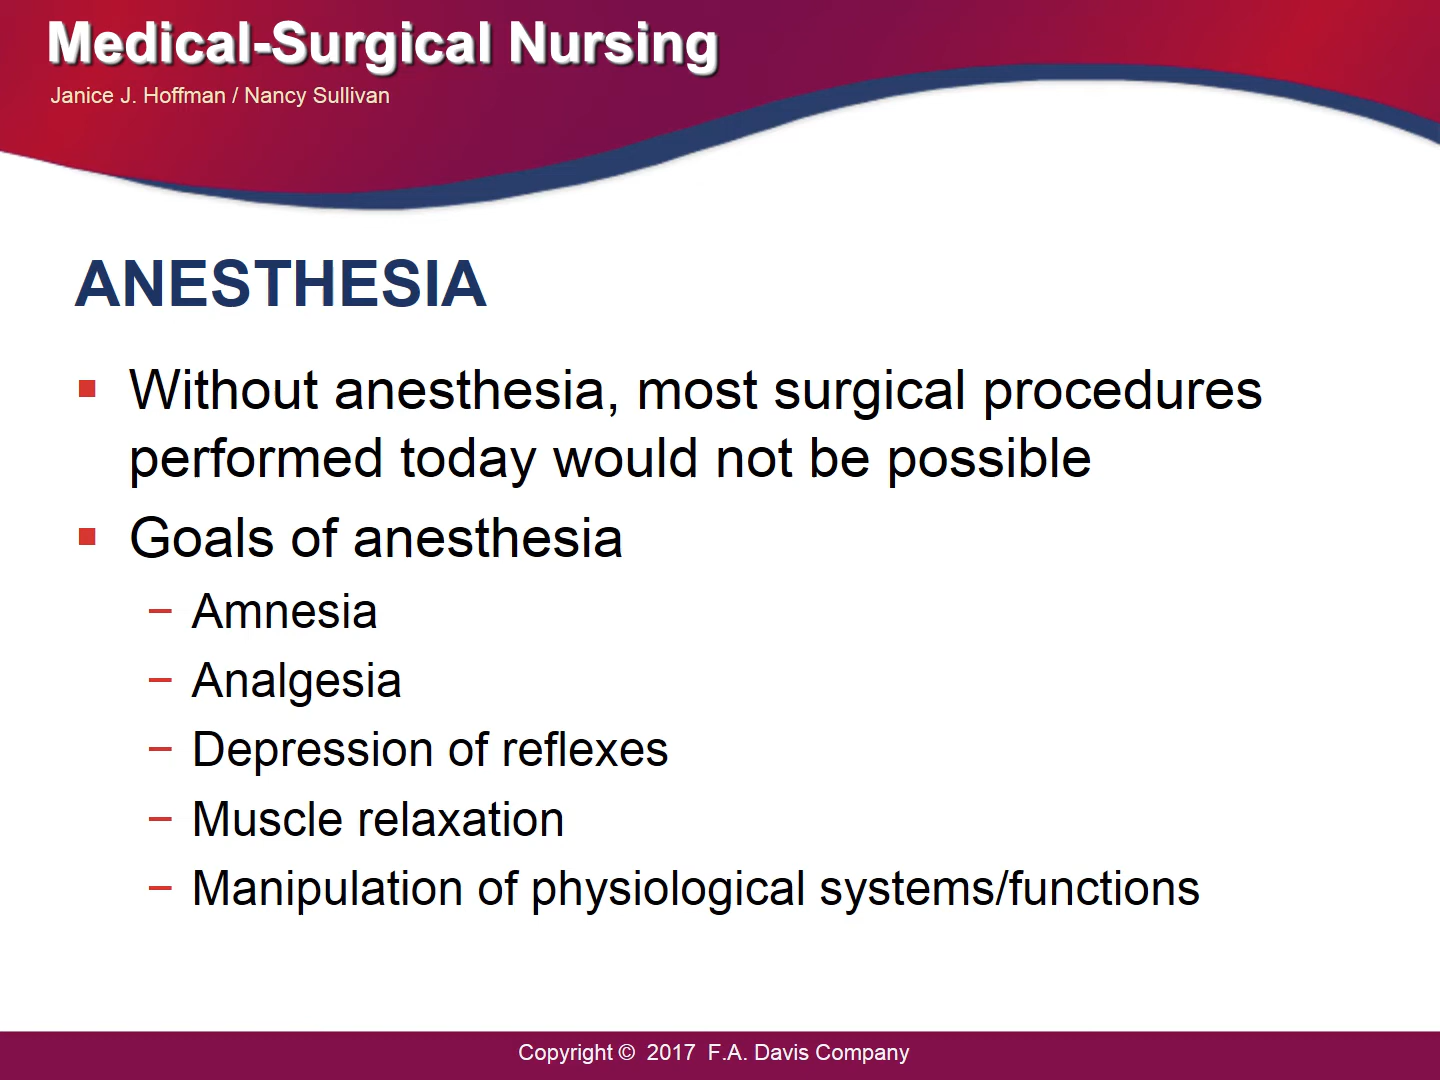 Medical-Surgical Nursing
Janice J. Hoffman / Nancy Sullivan
ANESTHESIA
▪ Without anesthesia, most surgical procedures
performed today would not be possible
▪ Goals of anesthesia
– Amnesia
– Analgesia
– Depression of reflexes
– Muscle relaxation
– Manipulation of physiological systems/functions
Copyright © 2017 F.A. Davis Company